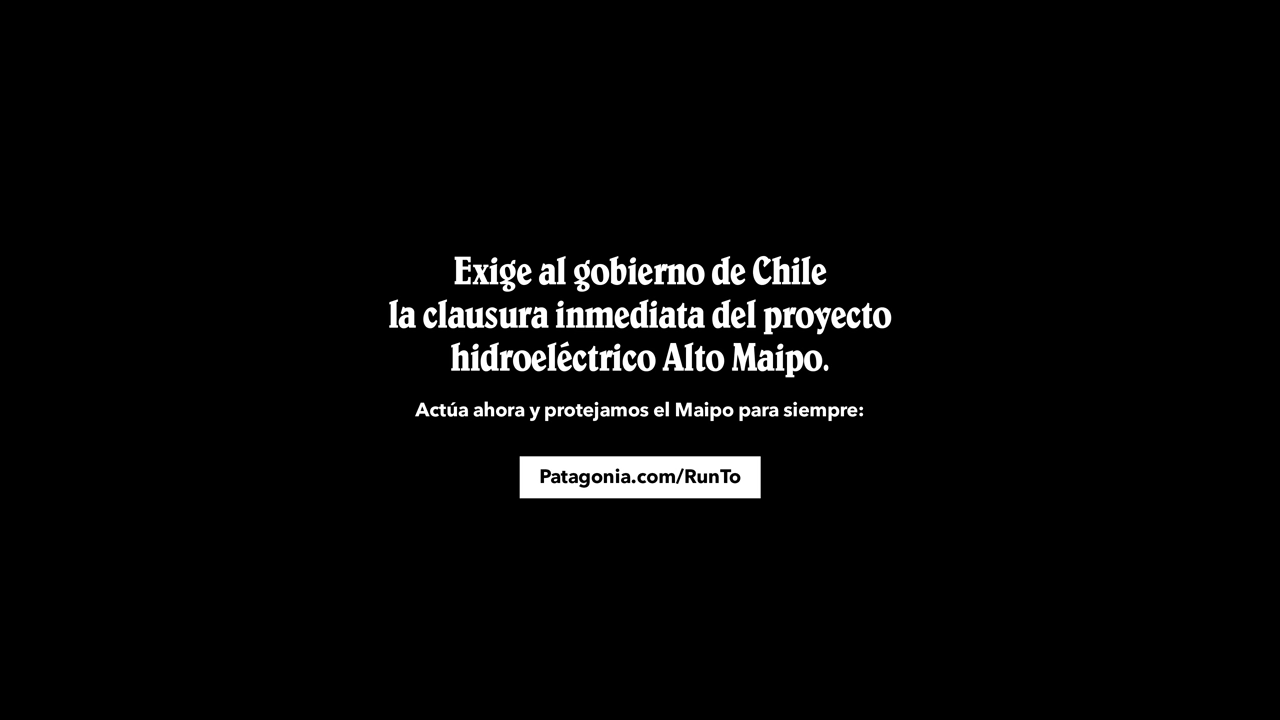 Exige al gobierno de Chile
la clausura inmediata del proyecto
hidroeléctrico Alto Maipo.
Actúa ahora y protejamos el Maipo para siempre:
Patagonia.com/RunTo